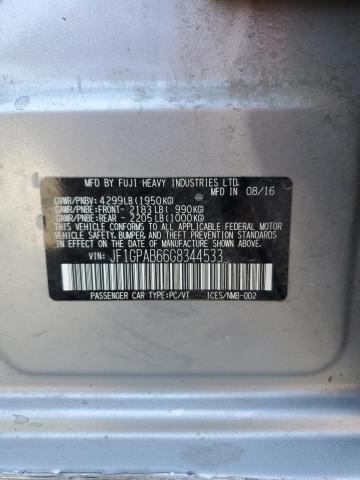 MFD BY FUJI HEAVY INDUSTRIES LTD.
MFD IN 08/16
GVWR/PNBV: 4299LB(1950KG)
GAWR/PNBE:FRONT- 2183LB( 990KG)
GAWR/PNBE:REAR - 2205LB(1000KG)
THIS VEHICLE CONFORMS TO ALL APPLICABLE U.S. FEDERAL MOTOR
VEHICLE SAFETY, BUMPER, AND THEFT PREVENTION STANDARDS
IN EFFECT ON THE DATE OF MANUFACTURE SHOWN ABOVE.
VIN: JF1GPAB66G8344533
PASSENGER CAR TYPE:PC/VT ICES/NMB-002